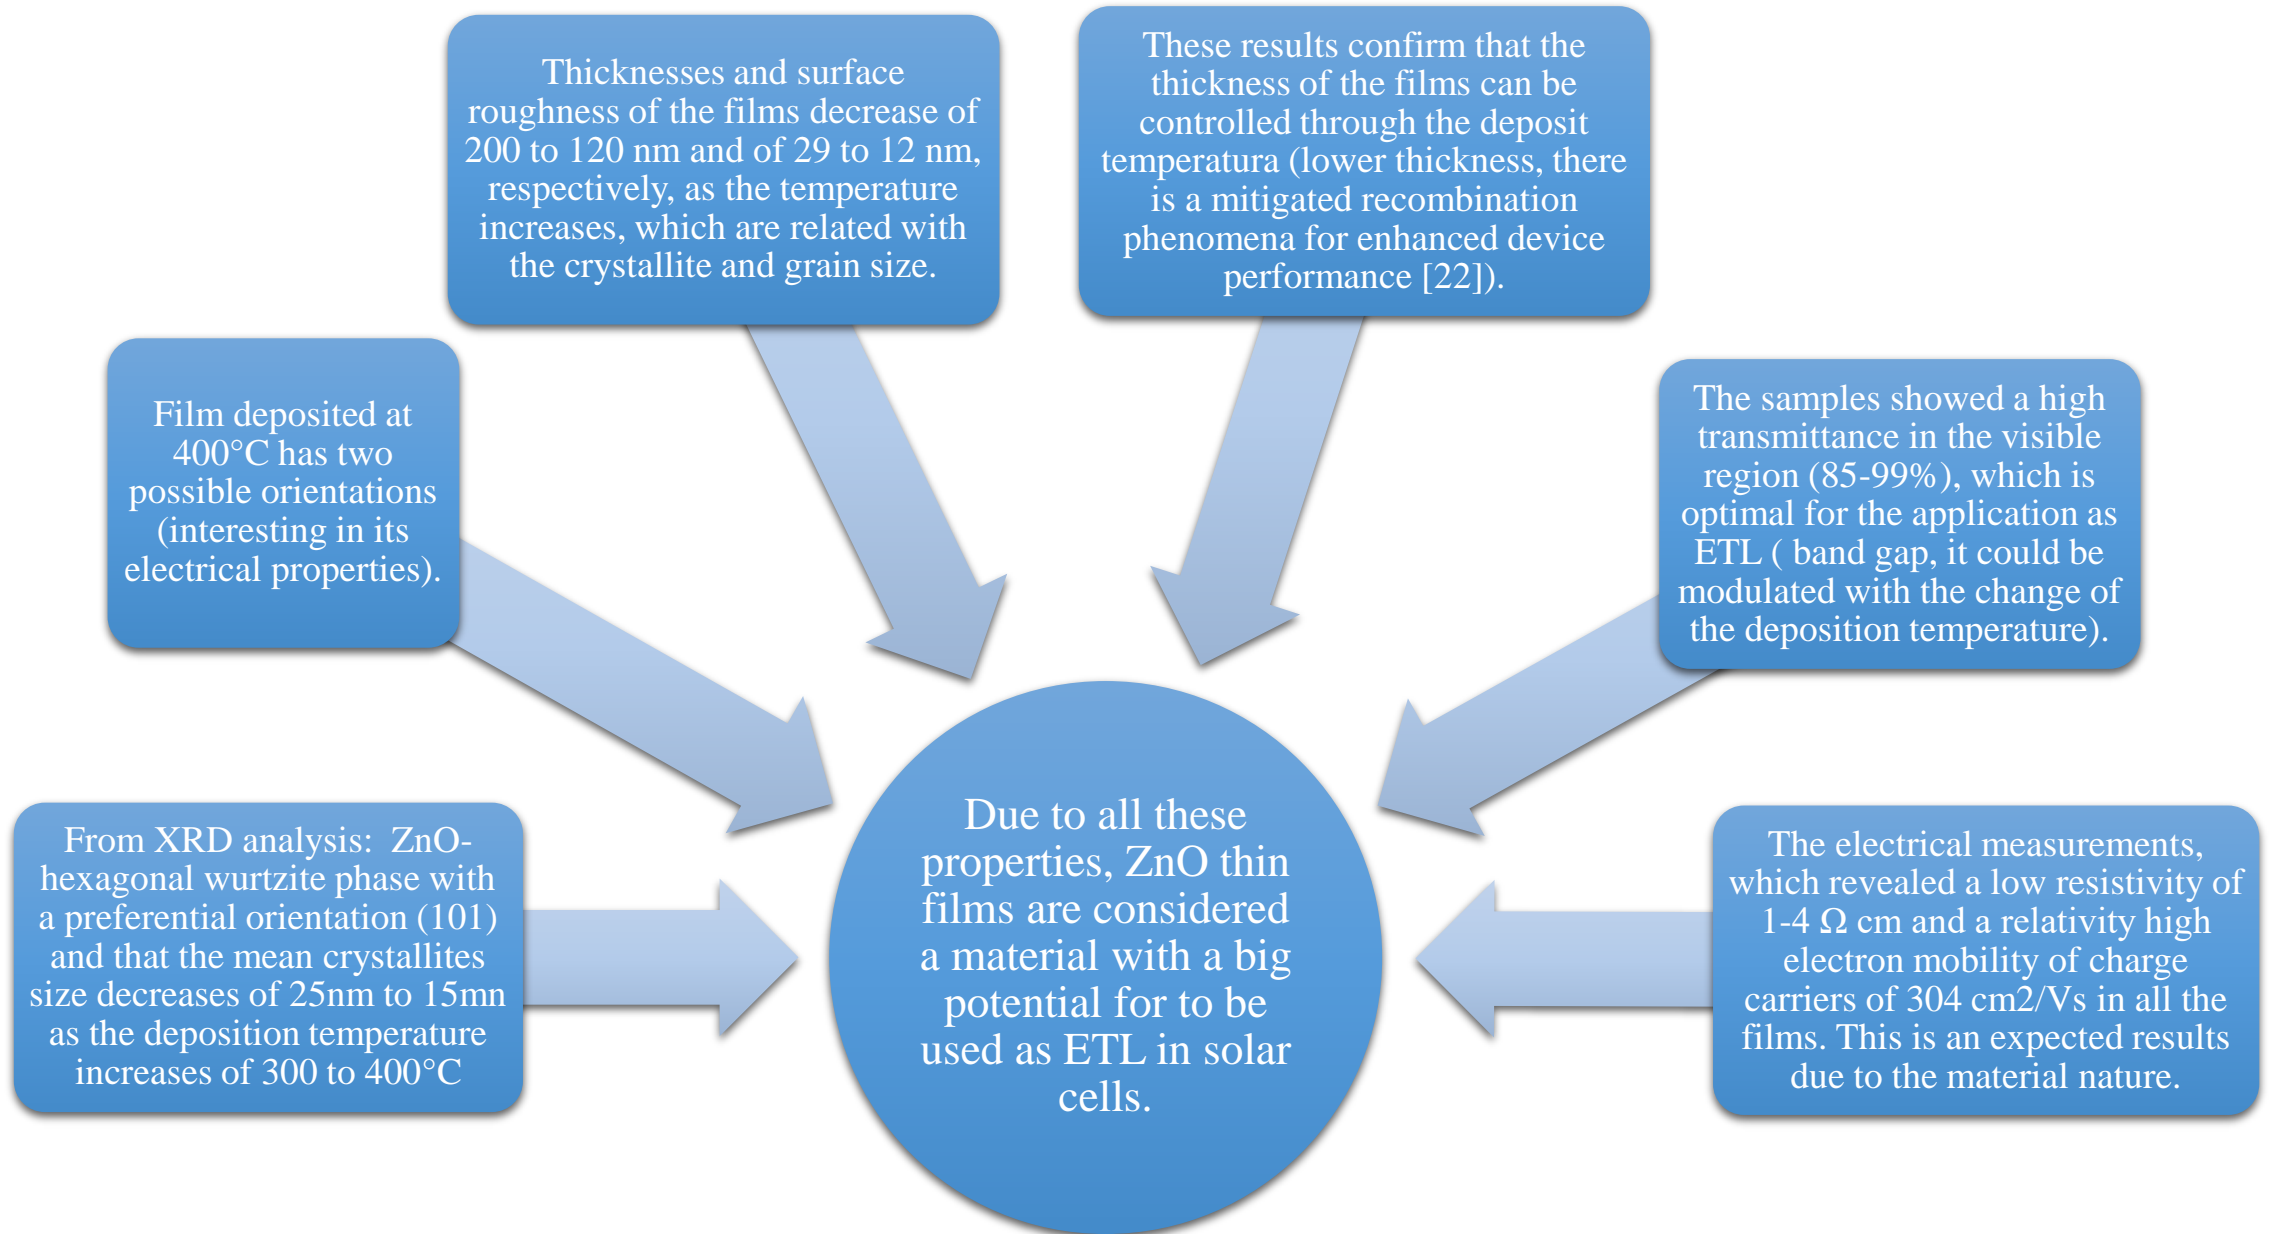 Thicknesses and surface
roughness of the films decrease of
200 to 120 nm and of 29 to 12 nm,
respectively, as the temperature
increases, which are related with
the crystallite and grain size.
These results confirm that the
thickness of the films can be
controlled through the deposit
temperatura (lower thickness, there
is a mitigated recombination
phenomena for enhanced device
performance [22]).
Film deposited at
400°C has two
possible orientations
(interesting in its
electrical properties).
The samples showed a high
transmittance in the visible
region (85-99%), which is
optimal for the application as
ETL ( band gap, it could be
modulated with the change of
the deposition temperature).
From XRD analysis:  ZnO-
hexagonal wurtzite phase with
a preferential orientation (101)
and that the mean crystallites
size decreases of 25nm to 15mn
as the deposition temperature
increases of 300 to 400°C
Due to all these
properties, ZnO thin
films are considered
a material with a big
potential for to be
used as ETL in solar
cells.
The electrical measurements,
which revealed a low resistivity of
1-4 Ω cm and a relativity high
electron mobility of charge
carriers of 304 cm2/Vs in all the
films. This is an expected results
due to the material nature.